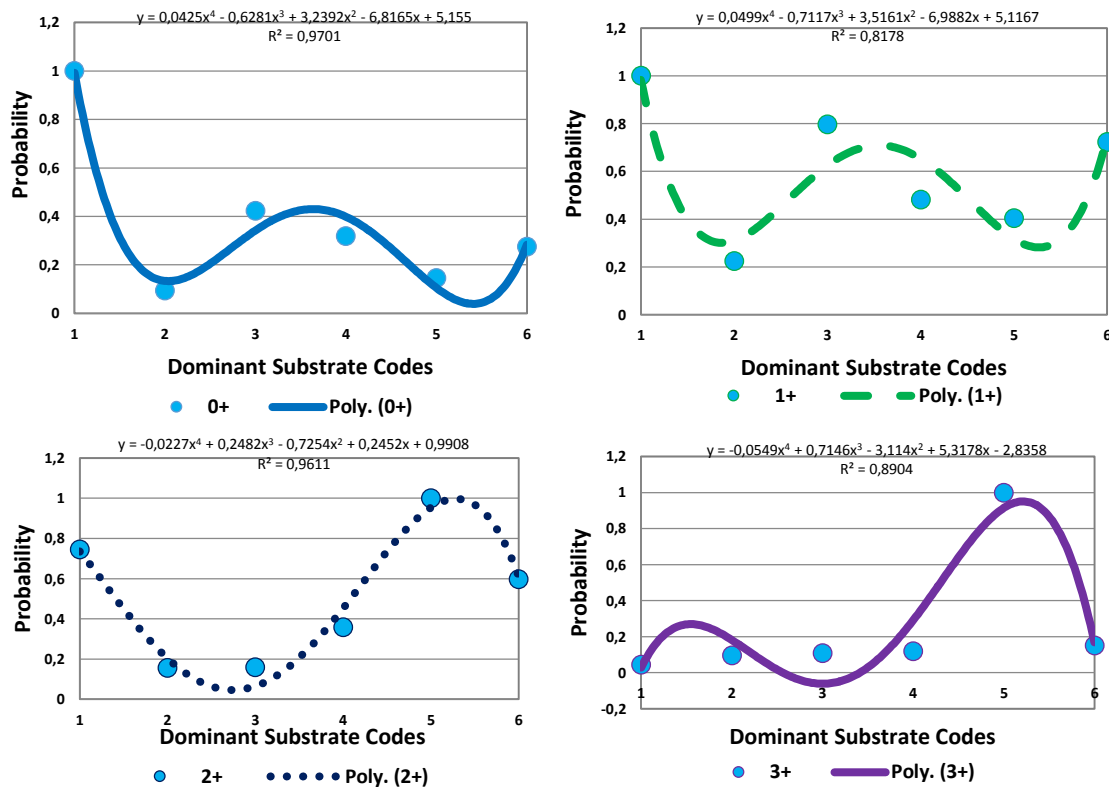 y = 0,0425x⁴ - 0,6281x³ + 3,2392x² - 6,8165x + 5,155
R² = 0,9701
1,2
1
0,8
0,6
0,4
0,2
0
Probability
1 2 3 4 5 6
Dominant Substrate Codes
0+ Poly. (0+)
y = 0,0499x⁴ - 0,7117x³ + 3,5161x² - 6,9882x + 5,1167
R² = 0,8178
1,2
1
0,8
0,6
0,4
0,2
0
Probability
1 2 3 4 5 6
Dominant Substrate Codes
1+ Poly. (1+)
y = -0,0227x⁴ + 0,2482x³ - 0,7254x² + 0,2452x + 0,9908
R² = 0,9611
1,2
1
0,8
0,6
0,4
0,2
0
Probability
1 2 3 4 5 6
Dominant Substrate Codes
2+ Poly. (2+)
y = -0,0549x⁴ + 0,7146x³ - 3,114x² + 5,3178x - 2,8358
R² = 0,8904
1,2
1
0,8
0,6
0,4
0,2
0
-0,2
Probability
1 2 3 4 5 6
Dominant Substrate Codes
3+ Poly. (3+)